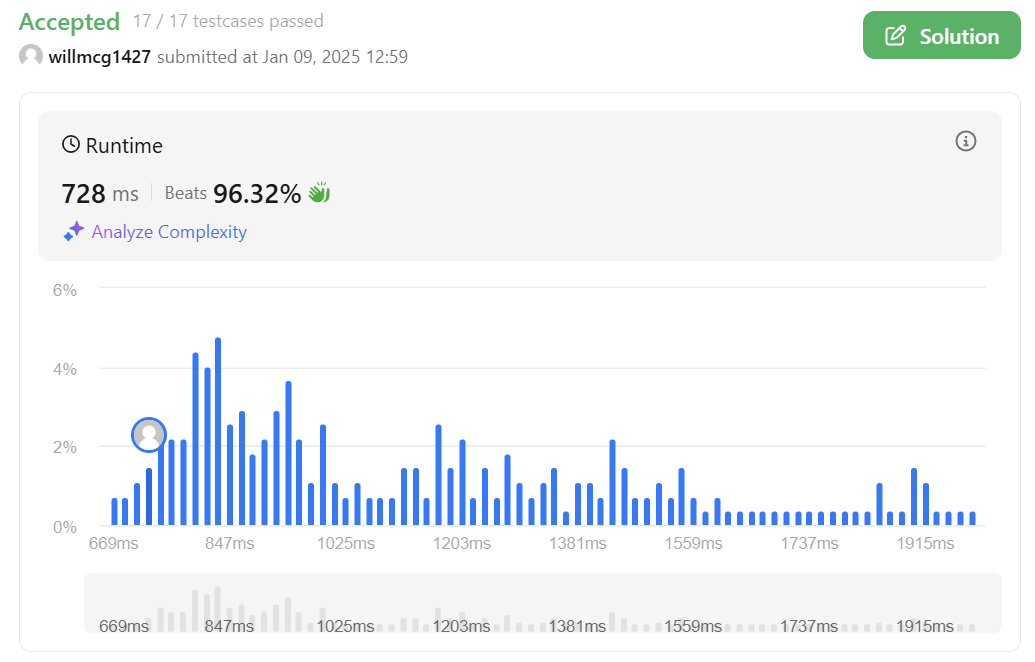 Accepted 17 / 17 testcases passed
Solution
willmcg1427 submitted at Jan 09, 2025 12:59
Runtime
728 ms Beats 96.32%
Analyze Complexity
6%
4%
2%
0%
669ms 847ms 1025ms 1203ms 1381ms 1559ms 1737ms 1915ms
669ms 847ms 1025ms 1203ms 1381ms 1559ms 1737ms 1915ms